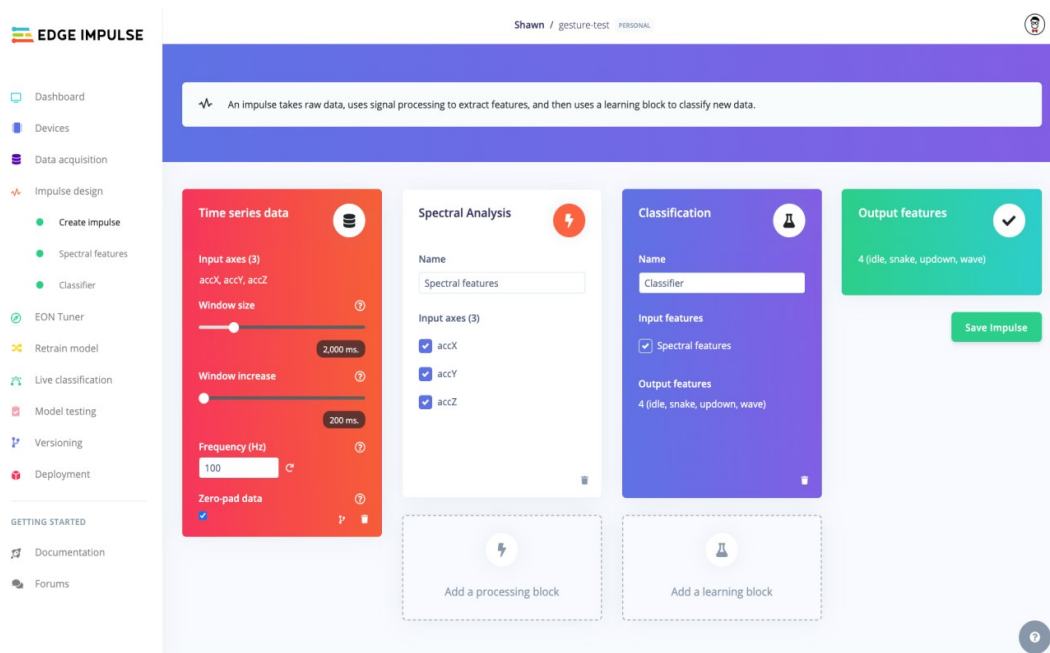 EDGE IMPULSE
Shawn / gesture-test PERSONAL
Dashboard
Devices
Data acquisition
Impulse design
Create impulse
Spectral features
Classifier
EON Tuner
Retrain model
Live classification
Model testing
Versioning
Deployment
GETTING STARTED
Documentation
Forums
An impulse takes raw data, uses signal processing to extract features, and then uses a learning block to classify new data.
Time series data
Input axes (3)
accX, accY, accZ
Window size
2,000 ms.
Window increase
200 ms.
Frequency (Hz)
100
Zero-pad data
Spectral Analysis
Name
Spectral features
Input axes (3)
accX
accY
accZ
Add a processing block
Classification
Name
Classifier
Input features
Spectral features
Output features
4 (idle, snake, updown, wave)
Add a learning block
Output features
4 (idle, snake, updown, wave)
Save Impulse